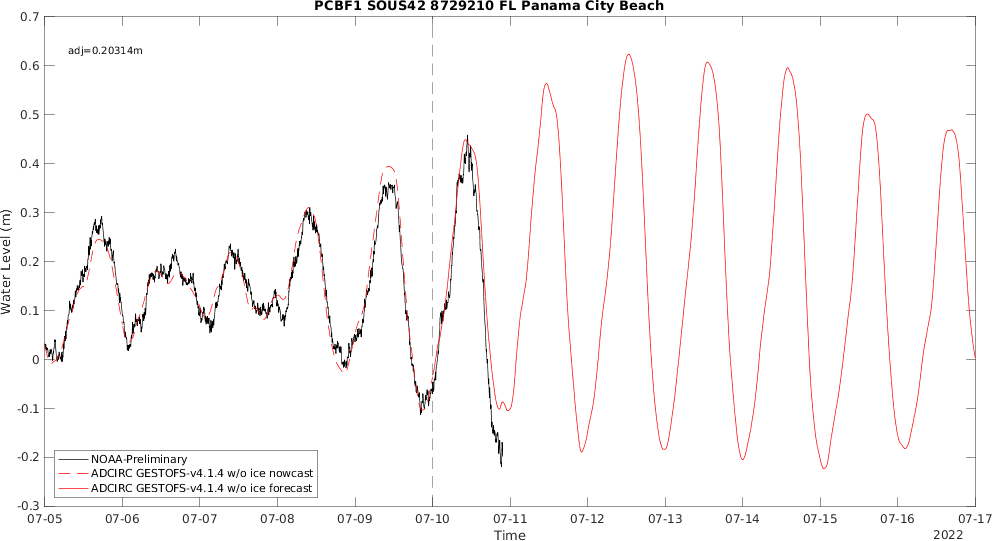 PCBF1 SOUS42 8729210 FL Panama City Beach
adj=0.20314m
0.7
0.6
0.5
0.4
0.3
0.2
0.1
0
-0.1
-0.2
-0.3
Water Level (m)
NOAA-Preliminary
ADCIRC GESTOFS-v4.1.4 w/o ice nowcast
ADCIRC GESTOFS-v4.1.4 w/o ice forecast
07-05 07-06 07-07 07-08 07-09 07-10 07-11 07-12 07-13 07-14 07-15 07-16 07-17
Time
2022